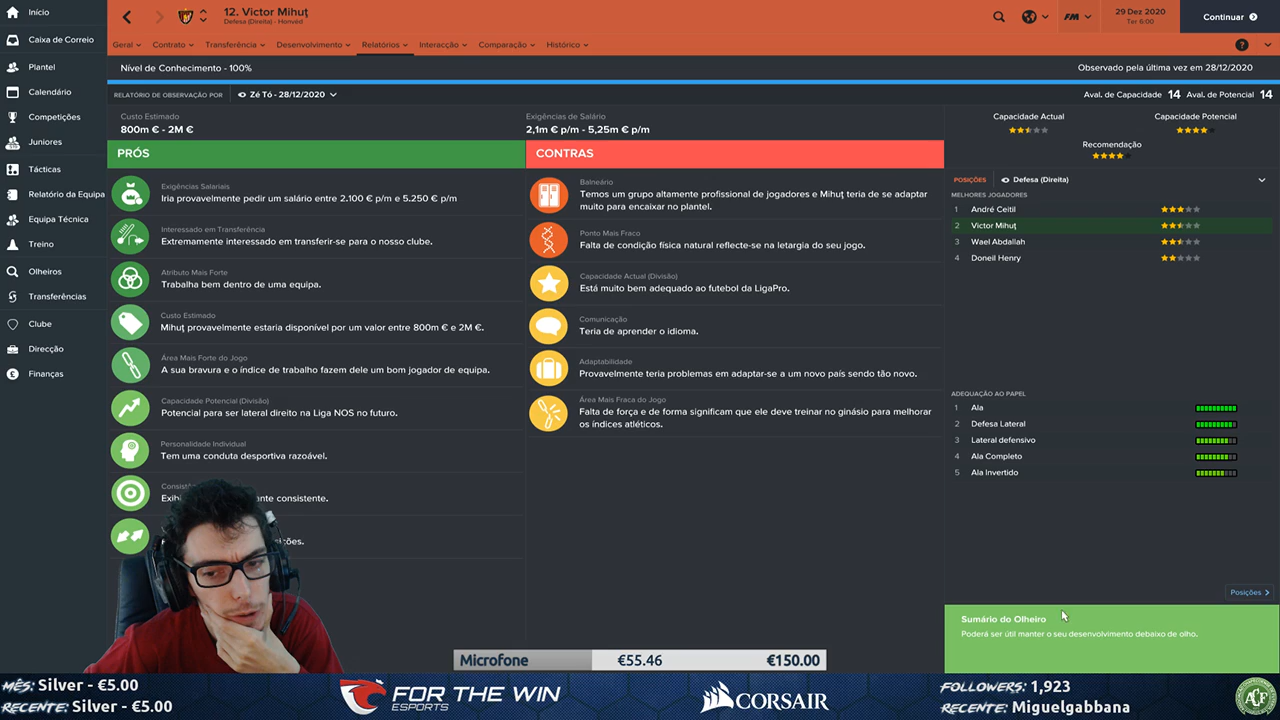 Início
Caixa de Correio
Plantel
Calendário
Competições
Juniores
Tácticas
Relatório da Equipa
Equipa Técnica
Treino
Olheiros
Transferências
Clube
Direcção
Finanças
12. Victor Mihuț
Defesa (Direita) - Honvéd
FM
29 Dez 2020
Ter 6:00
Continuar
Geral
Contrato
Transferência
Desenvolvimento
Relatórios
Interacção
Comparação
Histórico
?
Nível de Conhecimento - 100%
Observado pela última vez em 28/12/2020
RELATÓRIO DE OBSERVAÇÃO POR
Zé Tó - 28/12/2020
Aval. de Capacidade 14 Aval. de Potencial 14
Custo Estimado
800m € - 2M €
Exigências de Salário
2,1m € p/m - 5,25m € p/m
PRÓS
Exigências Salariais
Iria provavelmente pedir um salário entre 2.100 € p/m e 5.250 € p/m
Interessado em Transferência
Extremamente interessado em transferir-se para o nosso clube.
Atributo Mais Forte
Trabalha bem dentro de uma equipa.
Custo Estimado
Mihuț provavelmente estaria disponível por um valor entre 800m € e 2M €.
Área Mais Forte do Jogo
A sua bravura e o índice de trabalho fazem dele um bom jogador de equipa.
Capacidade Potencial (Divisão)
Potencial para ser lateral direito na Liga NOS no futuro.
Personalidade Individual
Tem uma conduta desportiva razoável.
consistente.
CONTRAS
Balneário
Temos um grupo altamente profissional de jogadores e Mihuț teria de se adaptar
muito para encaixar no plantel.
Ponto Mais Fraco
Falta de condição física natural reflecte-se na letargia do seu jogo.
Capacidade Actual (Divisão)
Está muito bem adequado ao futebol da LigaPro.
Comunicação
Teria de aprender o idioma.
Adaptabilidade
Provavelmente teria problemas em adaptar-se a um novo país sendo tão novo.
Área Mais Fraca do Jogo
Falta de força e de forma significam que ele deve treinar no ginásio para melhorar
os índices atléticos.
Capacidade Actual
Capacidade Potencial
Recomendação
POSIÇÕES
Defesa (Direita)
MELHORES JOGADORES
1 André Ceitil
2 Victor Mihuț
3 Wael Abdallah
4 Doneil Henry
ADEQUAÇÃO AO PAPEL
1 Ala
2 Defesa Lateral
3 Lateral defensivo
4 Ala Completo
5 Ala Invertido
Posições
Sumário do Olheiro
Poderá ser útil manter o seu desenvolvimento debaixo de olho.
Microfone €55.46 €150.00
MÊS: Silver - €5.00
RECENTE: Silver - €5.00
FOR THE WIN
ESPORTS
CORSAIR
FOLLOWERS: 1,923
RECENTE: Miguelgabbana